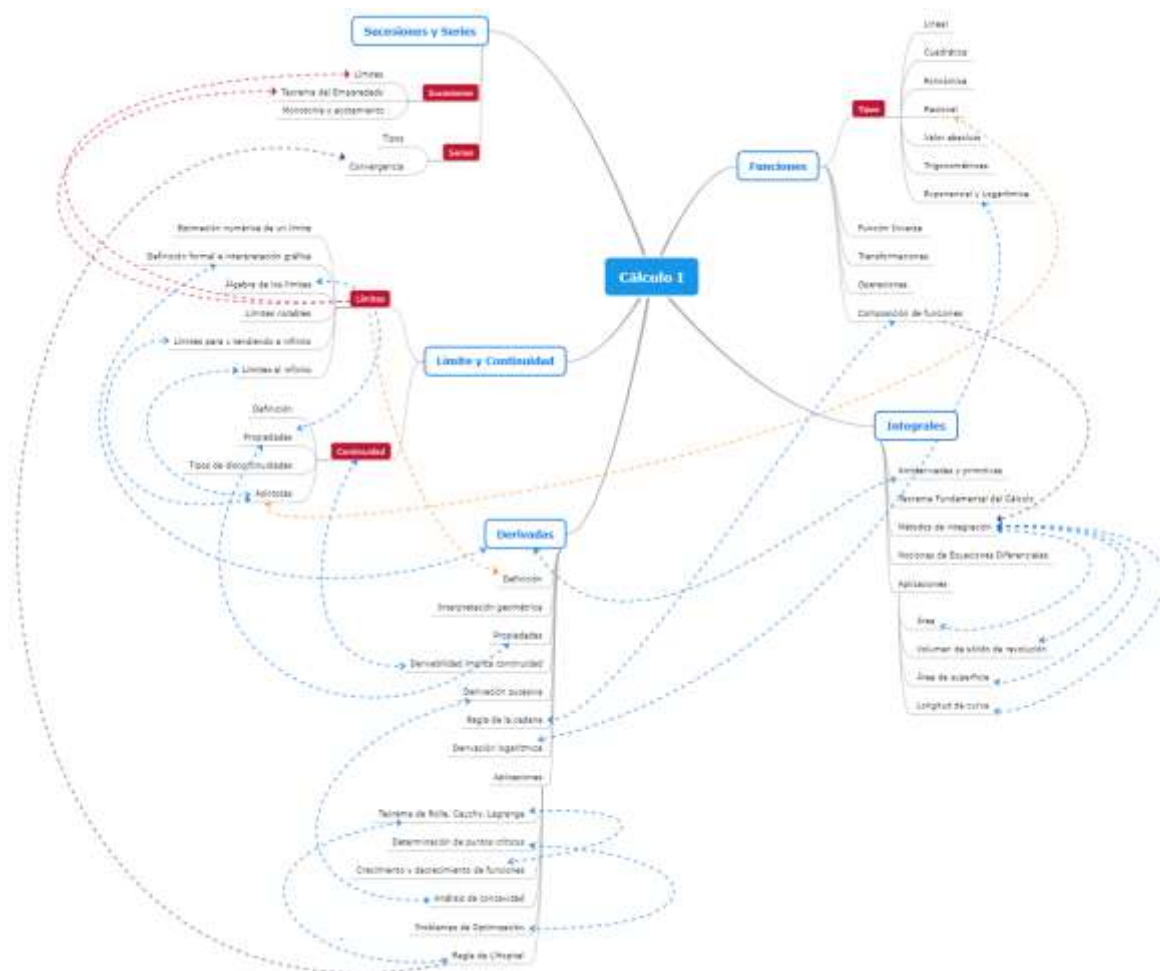 Sucesiones y Series
Sucesiones
Límites
Teorema del Emparedado
Monotonía y acotamiento
Series
Tipos
Convergencia
Funciones
Tipos
Lineal
Cuadrática
Polinómica
Racional
Valor absoluto
Trigonométricas
Exponencial y Logarítmica
Función Inversa
Transformaciones
Operaciones
Composición de funciones
Cálculo I
Límite y Continuidad
Límites
Estimación numérica de un límite
Definición formal e interpretación gráfica
Álgebra de los límites
Límites notables
Límites para x tendiendo a infinito
Límites al infinito
Continuidad
Definición
Propiedades
Tipos de discontinuidades
Asíntotas
Integrales
Antiderivadas y primitivas
Teorema Fundamental del Cálculo
Métodos de integración
Nociones de Ecuaciones Diferenciales
Aplicaciones
Área
Volumen de sólido de revolución
Área de superficie
Longitud de curva
Derivadas
Definición
Interpretación geométrica
Propiedades
Derivabilidad implica continuidad
Derivación sucesiva
Regla de la cadena
Derivación logarítmica
Aplicaciones
Teorema de Rolle, Cauchy, Lagrange
Determinación de puntos críticos
Crecimiento y decrecimiento de funciones
Análisis de concavidad
Problemas de Optimización
Regla de L'Hopital